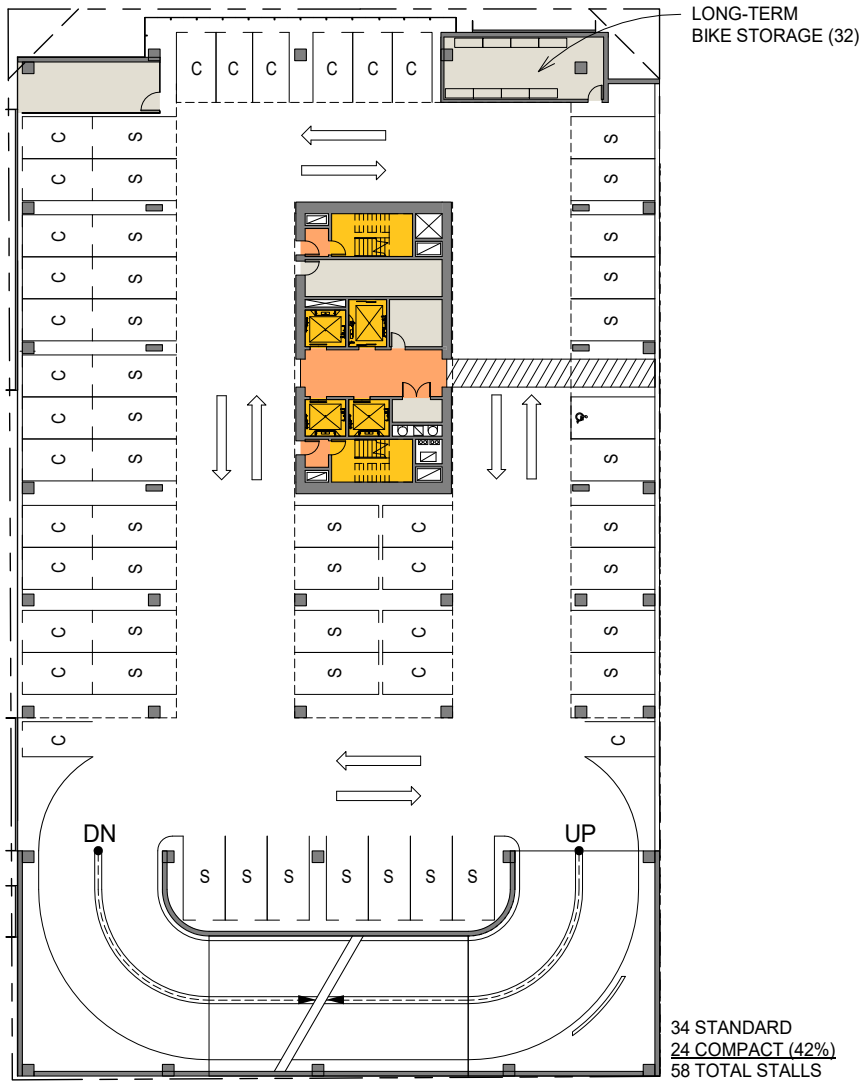 LONG-TERM
BIKE STORAGE (32)
C C C C C C
C S S
C S S
C S S
C S S
C S S
C S
C S
C S S
C S S C S
C S S C S
C S S C S
C S S C S
C C
DN UP
S S S S S S S
34 STANDARD
24 COMPACT (42%)
58 TOTAL STALLS